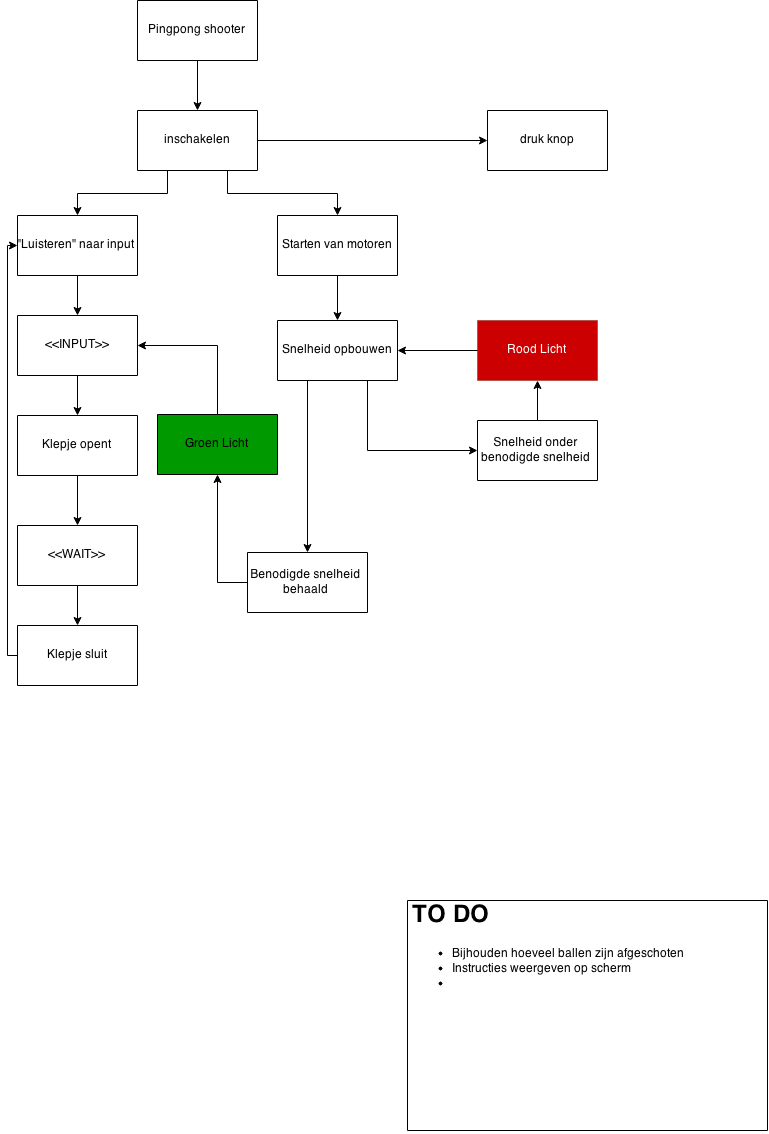 Pingpong shooter
inschakelen
druk knop
"Luisteren" naar input
Starten van motoren
<<INPUT>>
Snelheid opbouwen
Rood Licht
Klepje opent
Groen Licht
Snelheid onder
benodigde snelheid
<<WAIT>>
Benodigde snelheid
behaald
Klepje sluit
TO DO
• Bijhouden hoeveel ballen zijn afgeschoten
• Instructies weergeven op scherm
•